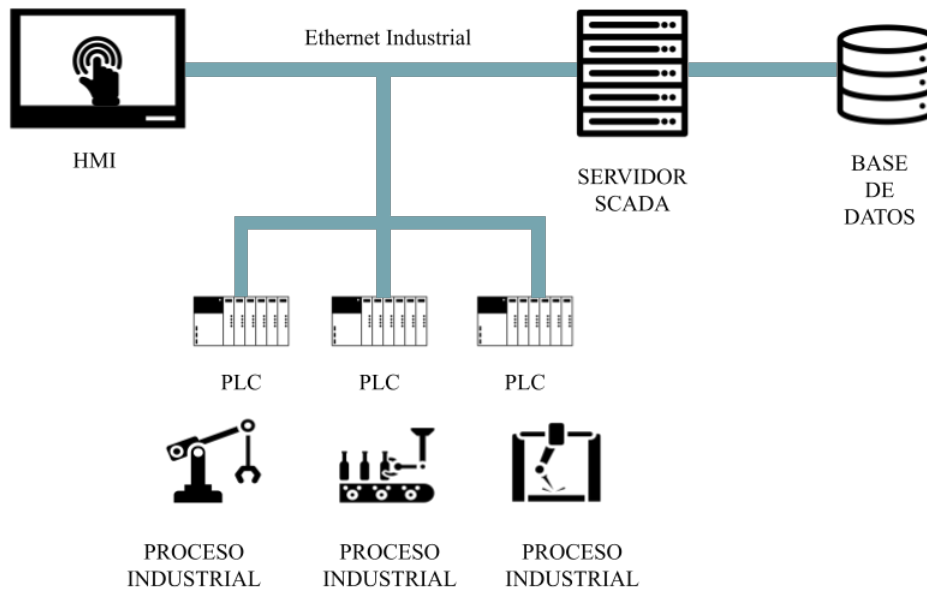 Ethernet Industrial
HMI
SERVIDOR
SCADA
BASE
DE
DATOS
PLC
PLC
PLC
PROCESO
INDUSTRIAL
PROCESO
INDUSTRIAL
PROCESO
INDUSTRIAL